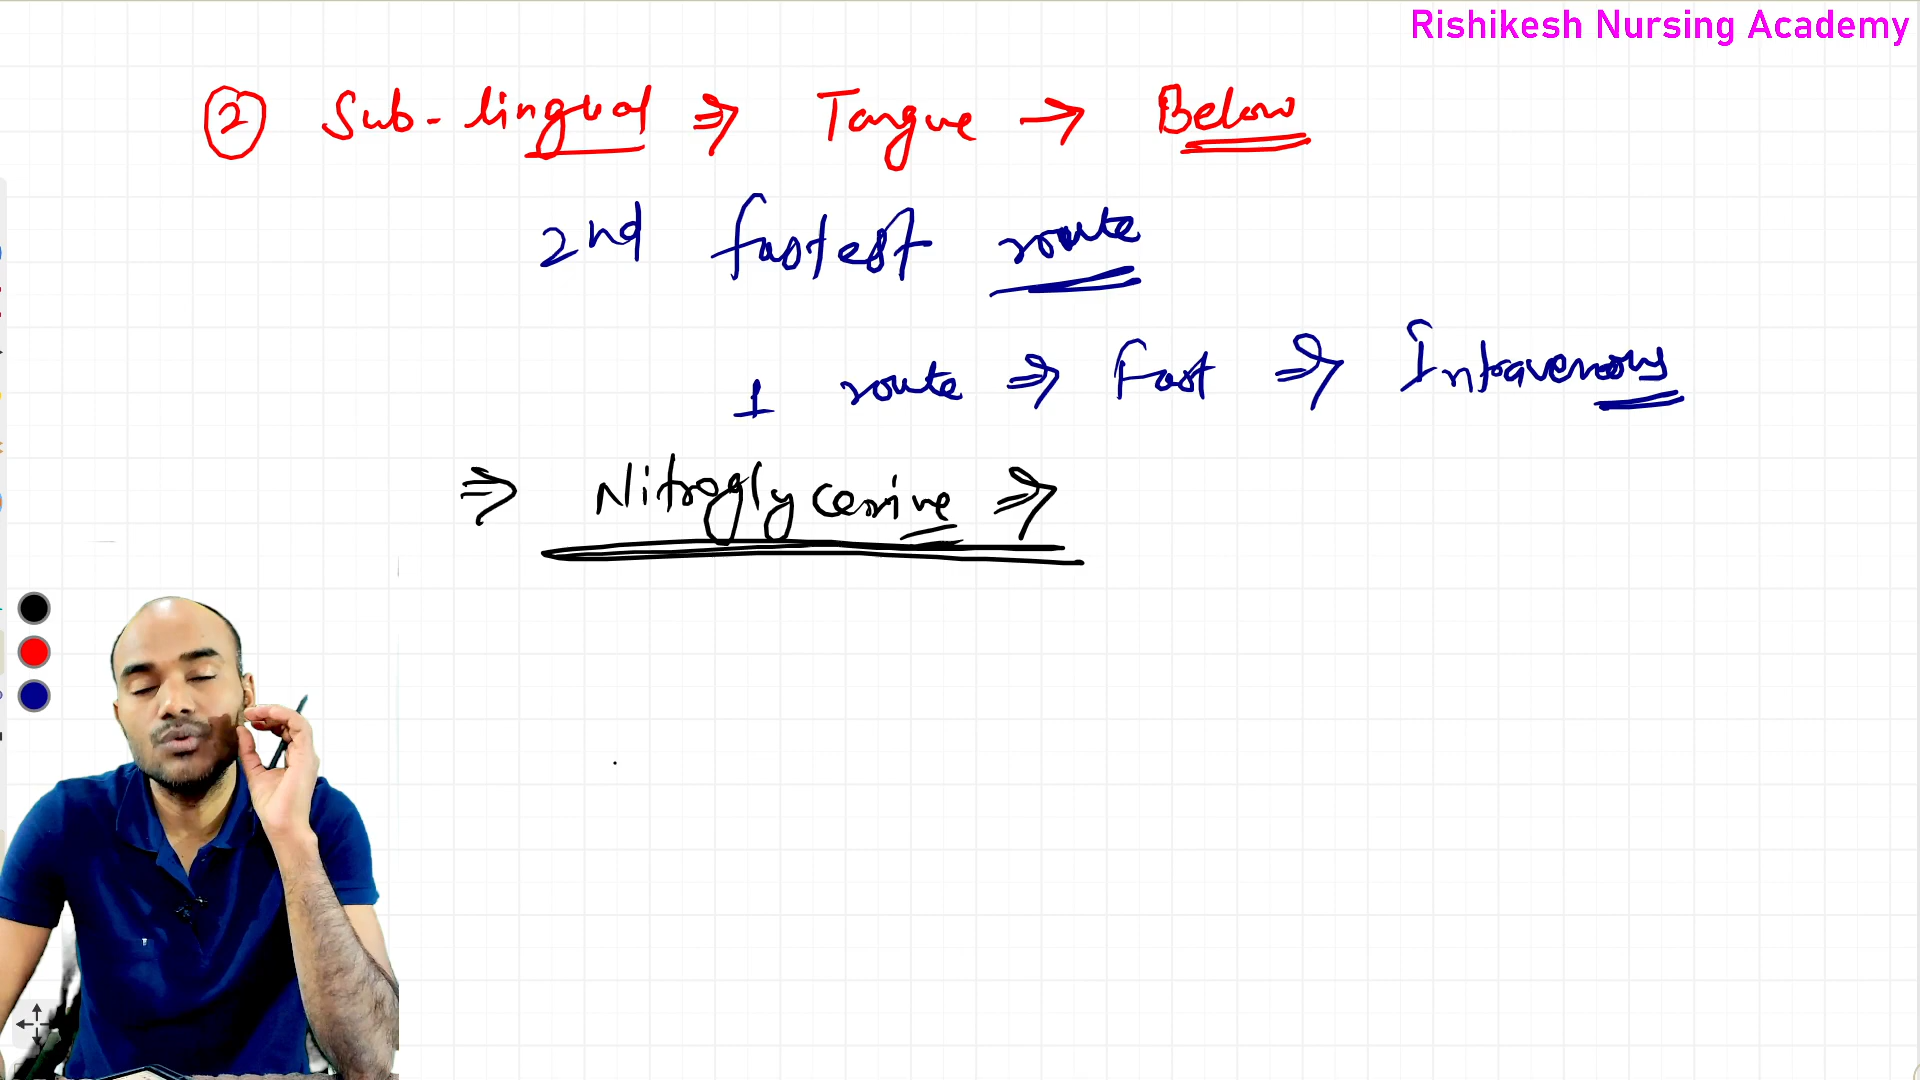 Rishikesh Nursing Academy
② Sub-lingual ⇒ Tongue → Below
2nd fastest route
1 route ⇒ Fast ⇒ Intravenous
⇒ Nitroglycerine ⇒